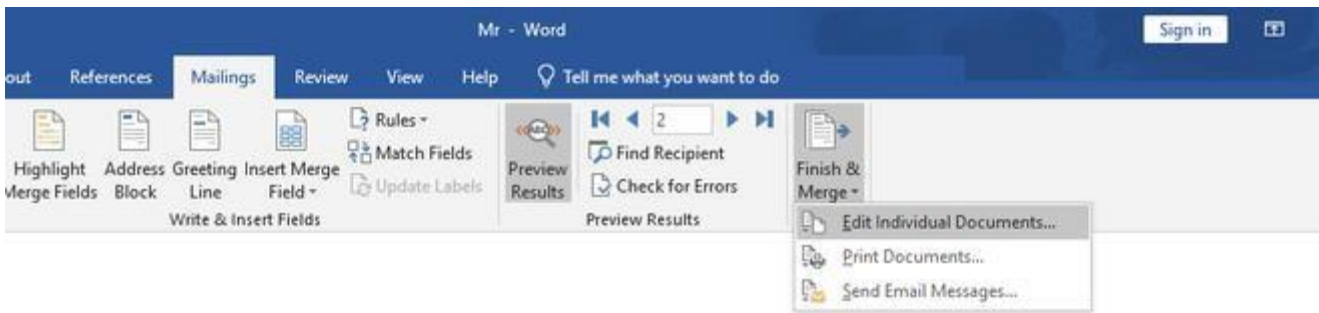 Mr - Word
Sign in
out References Mailings Review View Help Tell me what you want to do
Highlight Merge Fields
Address Block
Greeting Line
Insert Merge Field
Rules
Match Fields
Update Labels
Write & Insert Fields
«ABC»
Preview Results
2
Find Recipient
Check for Errors
Preview Results
Finish & Merge
Edit Individual Documents...
Print Documents...
Send Email Messages...